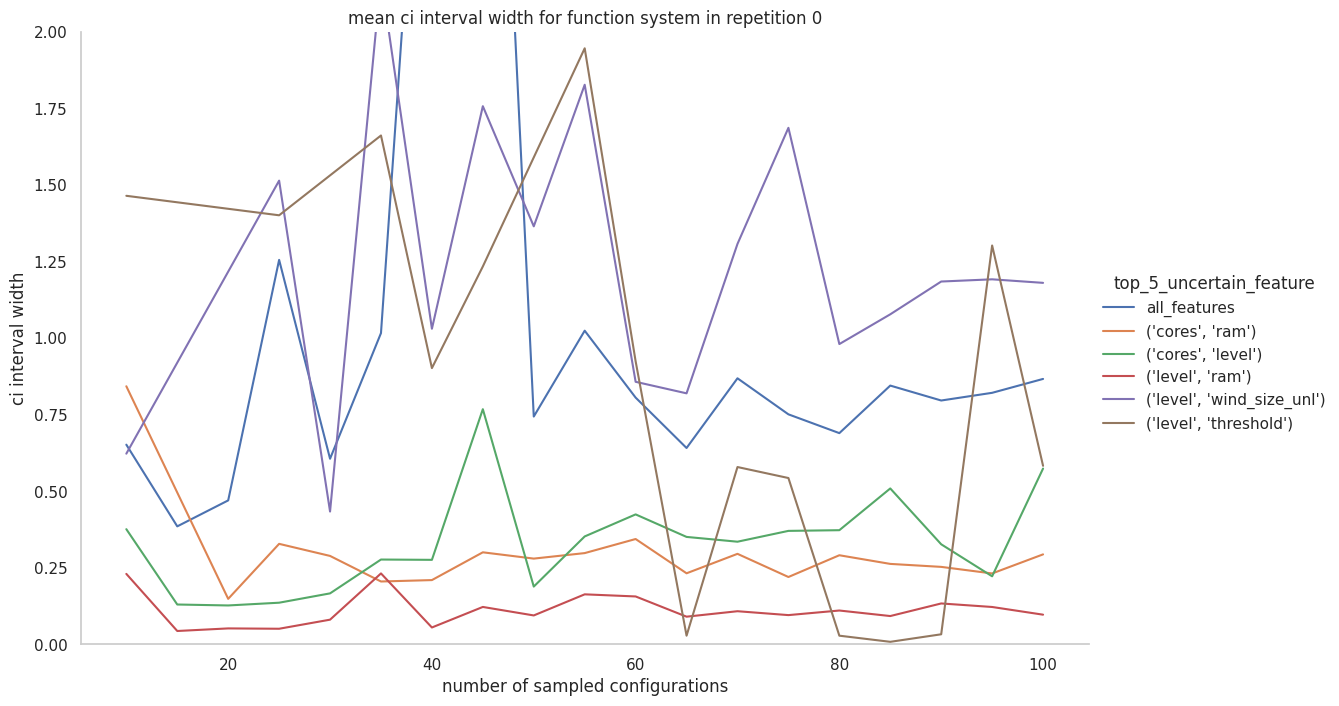 mean ci interval width for function system in repetition 0
2.00
1.75
1.50
1.25
1.00
0.75
0.50
0.25
0.00
ci interval width
20 40 60 80 100
number of sampled configurations
top_5_uncertain_feature
all_features
('cores', 'ram')
('cores', 'level')
('level', 'ram')
('level', 'wind_size_unl')
('level', 'threshold')